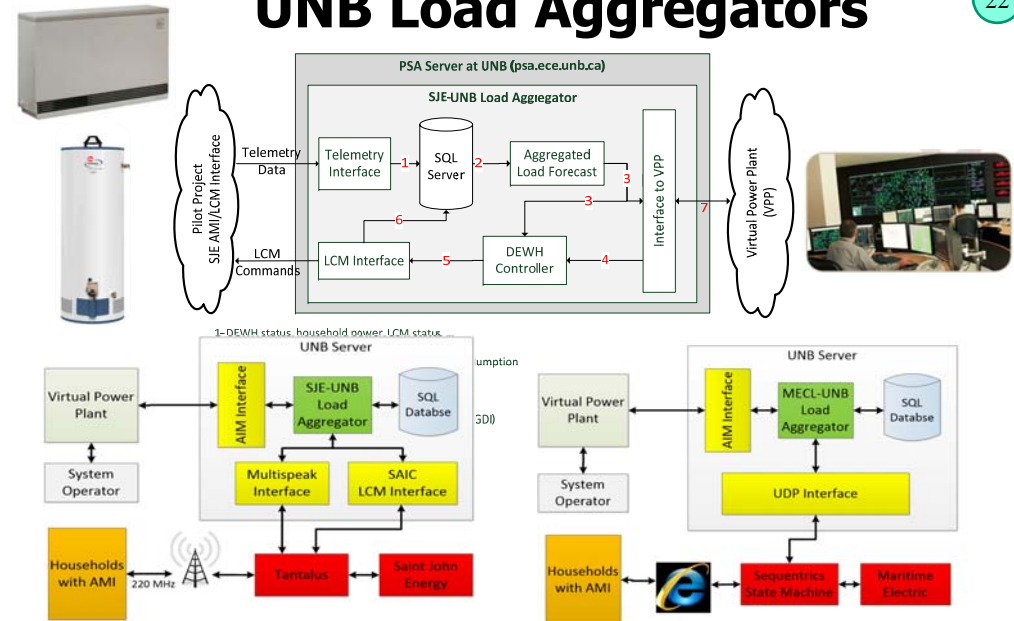 UNB Load Aggregators
22
PSA Server at UNB (psa.ece.unb.ca)
SJE-UNB Load Aggregator
Pilot Project
SJE AMI/LCM Interface
Telemetry
Data
Telemetry
Interface
1
SQL
Server
2
Aggregated
Load Forecast
3
3
Interface to VPP
7
Virtual Power Plant
(VPP)
6
LCM
Commands
LCM Interface
5
DEWH
Controller
4
1–DEWH status, household power, LCM status,
umption
GDI)
UNB Server
Virtual Power
Plant
AIM Interface
SJE-UNB
Load
Aggregator
SQL
Databse
System
Operator
Multispeak
Interface
SAIC
LCM Interface
Households
with AMI
220 MHz
Tantalus
Saint John
Energy
UNB Server
Virtual Power
Plant
AIM Interface
MECL-UNB
Load
Aggregator
SQL
Databse
System
Operator
UDP Interface
Households
with AMI
Sequentrics
State Machine
Maritime
Electric